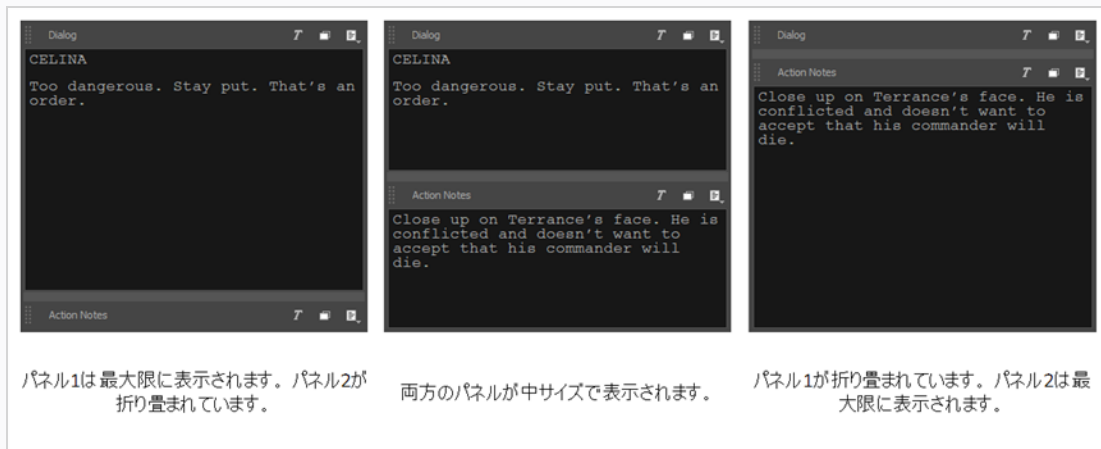 Dialog
CELINA
Too dangerous. Stay put. That's an
order.
Action Notes
パネル1は最大限に表示されます。パネル2が
折り畳まれています。
Dialog
CELINA
Too dangerous. Stay put. That's an
order.
Action Notes
Close up on Terrance's face. He is
conflicted and doesn't want to
accept that his commander will
die.
両方のパネルが中サイズで表示されます。
Dialog
Action Notes
Close up on Terrance's face. He is
conflicted and doesn't want to
accept that his commander will
die.
パネル1が折り畳まれています。パネル2は最
大限に表示されます。